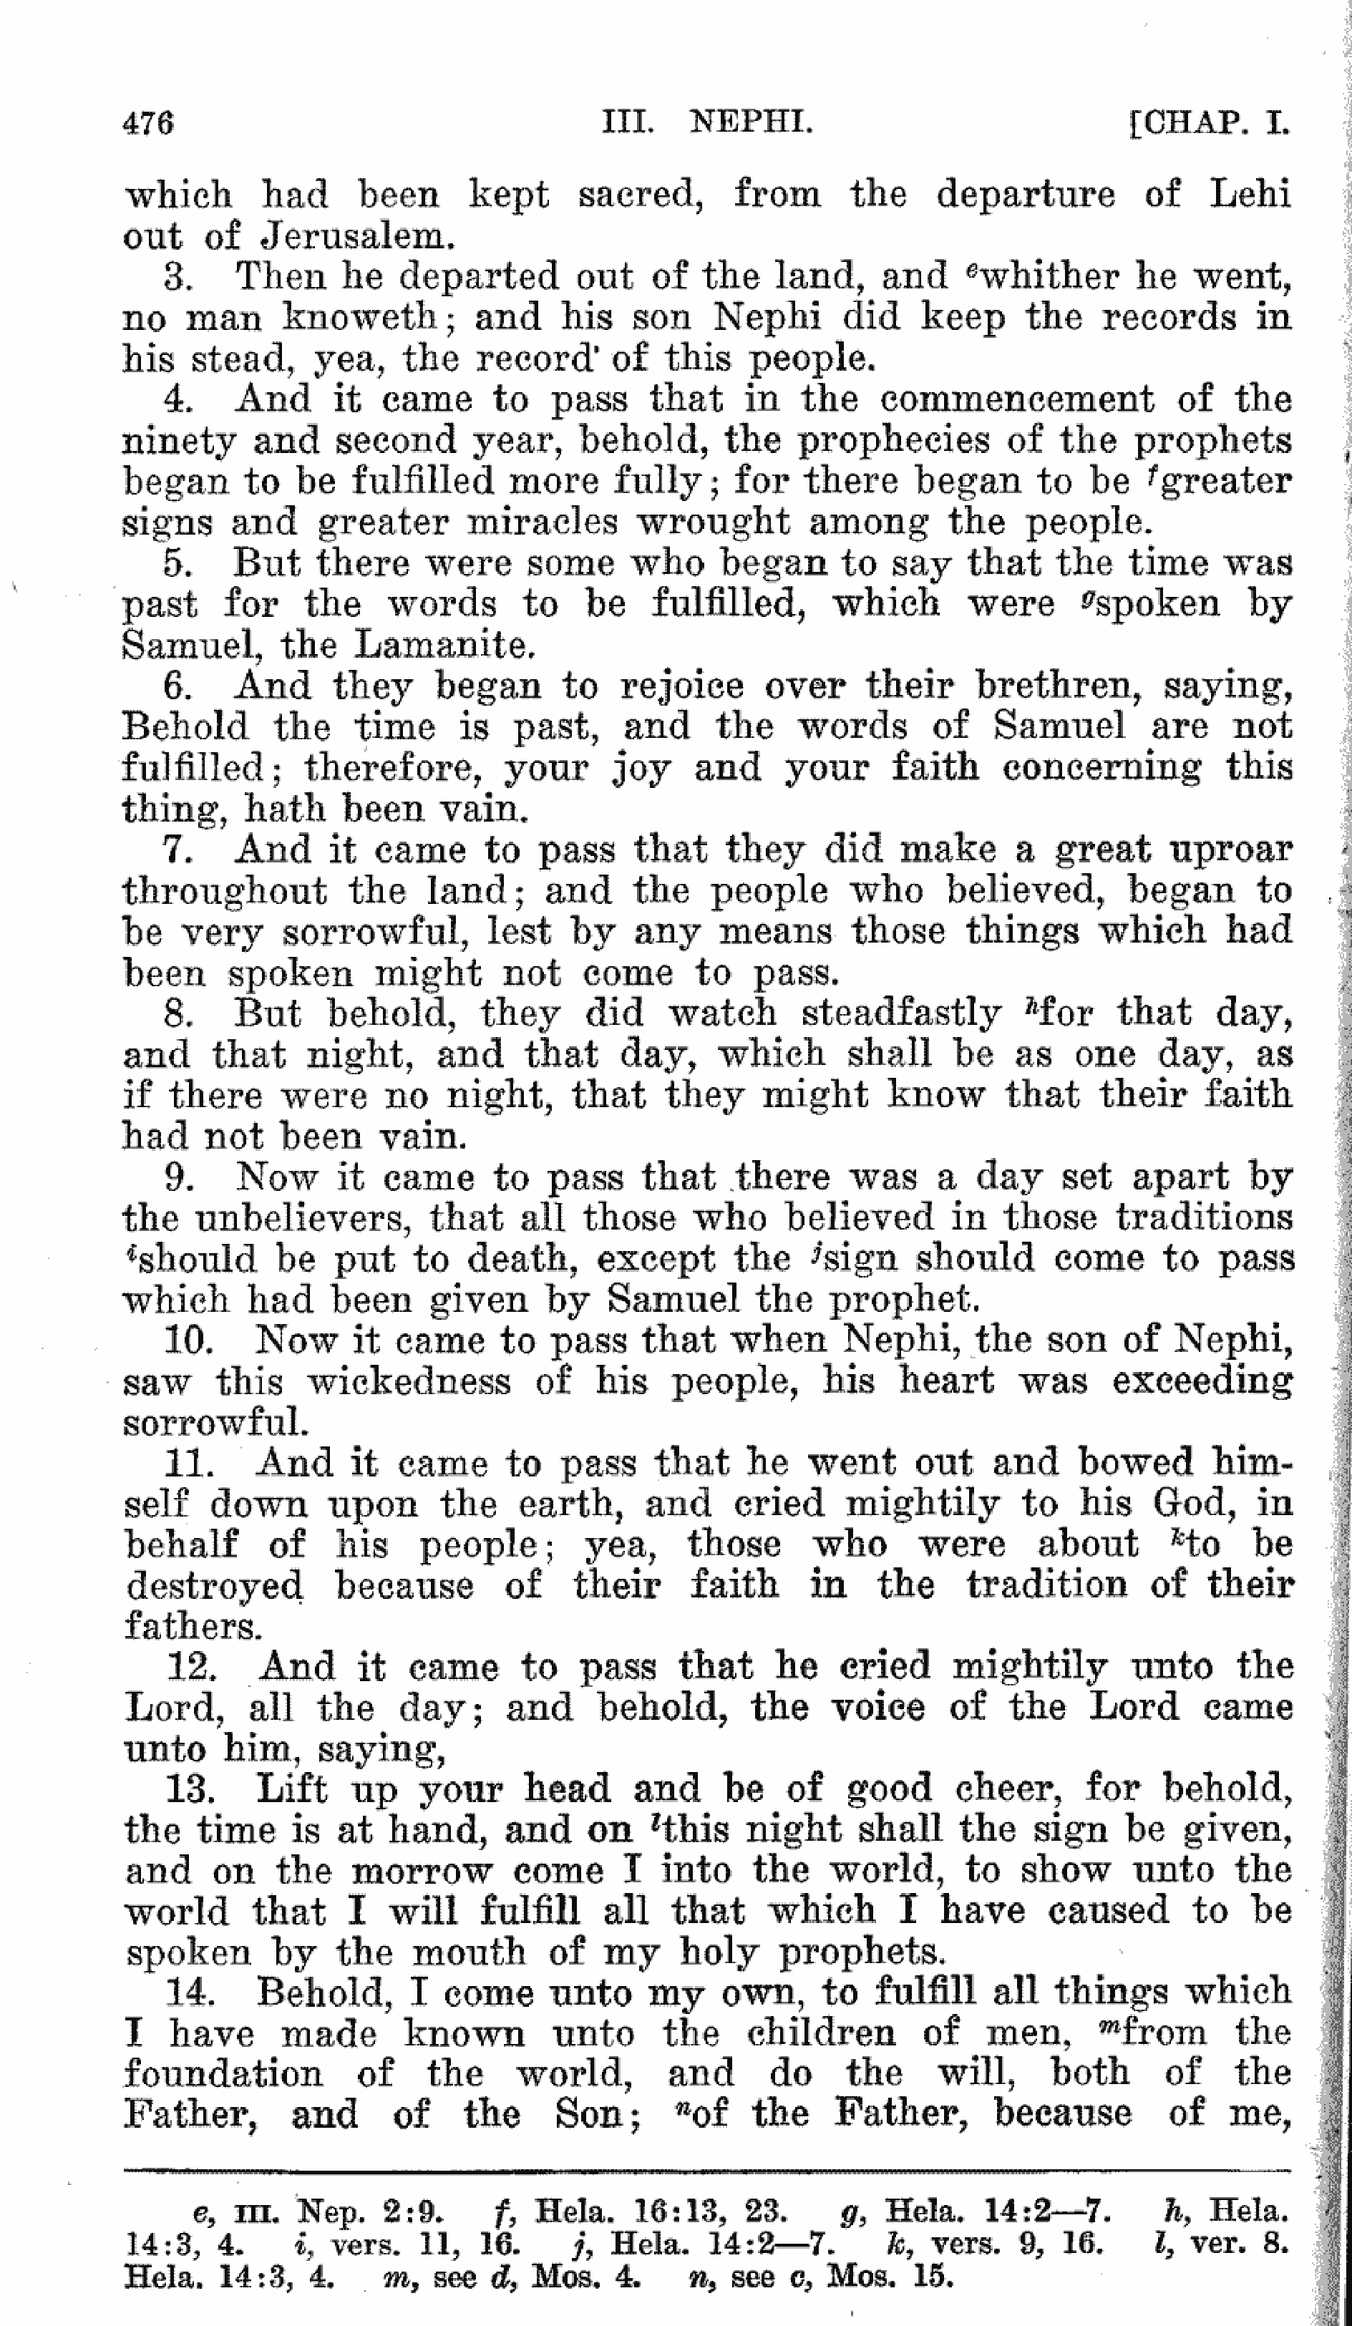 476 III. NEPHI. [CHAP. I.
which had been kept sacred, from the departure of Lehi
out of Jerusalem.
3. Then he departed out of the land, and ᵉwhither he went,
no man knoweth; and his son Nephi did keep the records in
his stead, yea, the record' of this people.
4. And it came to pass that in the commencement of the
ninety and second year, behold, the prophecies of the prophets
began to be fulfilled more fully; for there began to be ᶠgreater
signs and greater miracles wrought among the people.
5. But there were some who began to say that the time was
past for the words to be fulfilled, which were ᵍspoken by
Samuel, the Lamanite.
6. And they began to rejoice over their brethren, saying,
Behold the time is past, and the words of Samuel are not
fulfilled; therefore, your joy and your faith concerning this
thing, hath been vain.
7. And it came to pass that they did make a great uproar
throughout the land; and the people who believed, began to
be very sorrowful, lest by any means those things which had
been spoken might not come to pass.
8. But behold, they did watch steadfastly ʰfor that day,
and that night, and that day, which shall be as one day, as
if there were no night, that they might know that their faith
had not been vain.
9. Now it came to pass that there was a day set apart by
the unbelievers, that all those who believed in those traditions
ⁱshould be put to death, except the ʲsign should come to pass
which had been given by Samuel the prophet.
10. Now it came to pass that when Nephi, the son of Nephi,
saw this wickedness of his people, his heart was exceeding
sorrowful.
11. And it came to pass that he went out and bowed him-
self down upon the earth, and cried mightily to his God, in
behalf of his people; yea, those who were about ᵏto be
destroyed because of their faith in the tradition of their
fathers.
12. And it came to pass that he cried mightily unto the
Lord, all the day; and behold, the voice of the Lord came
unto him, saying,
13. Lift up your head and be of good cheer, for behold,
the time is at hand, and on ˡthis night shall the sign be given,
and on the morrow come I into the world, to show unto the
world that I will fulfill all that which I have caused to be
spoken by the mouth of my holy prophets.
14. Behold, I come unto my own, to fulfill all things which
I have made known unto the children of men, ᵐfrom the
foundation of the world, and do the will, both of the
Father, and of the Son; ⁿof the Father, because of me,
e, III. Nep. 2:9. f, Hela. 16:13, 23. g, Hela. 14:2—7. h, Hela.
14:3, 4. i, vers. 11, 16. j, Hela. 14:2—7. k, vers. 9, 16. l, ver. 8.
Hela. 14:3, 4. m, see d, Mos. 4. n, see c, Mos. 15.